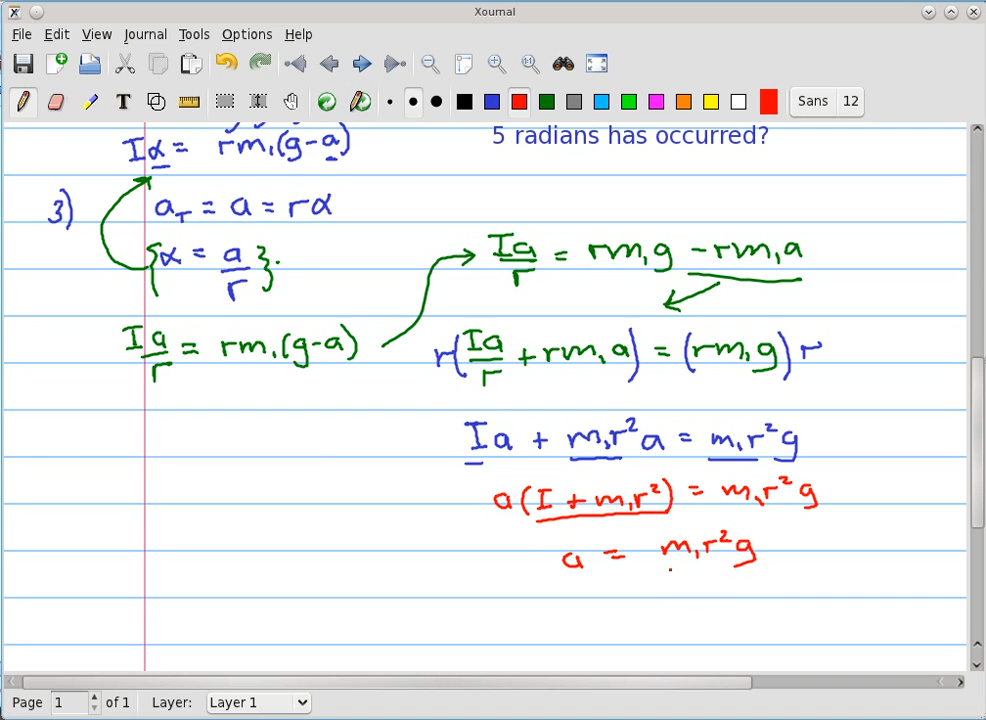 Xournal
File Edit View Journal Tools Options Help
Sans 12
Iα = rm₁(g-a)
5 radians has occurred?
3) a_T = a = rα
{α = a/r}.
Ia/r = rm₁g - rm₁a
Ia/r = rm₁(g-a)
r(Ia/r + rm₁a) = (rm₁g) r
Ia + m₁r²a = m₁r²g
a(I + m₁r²) = m₁r²g
a = m₁r²g
Page 1 of 1 Layer: Layer 1